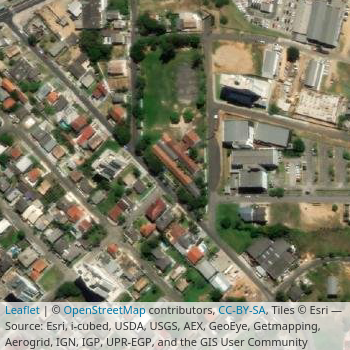 Leaflet | © OpenStreetMap contributors, CC-BY-SA, Tiles © Esri —
Source: Esri, i-cubed, USDA, USGS, AEX, GeoEye, Getmapping,
Aerogrid, IGN, IGP, UPR-EGP, and the GIS User Community